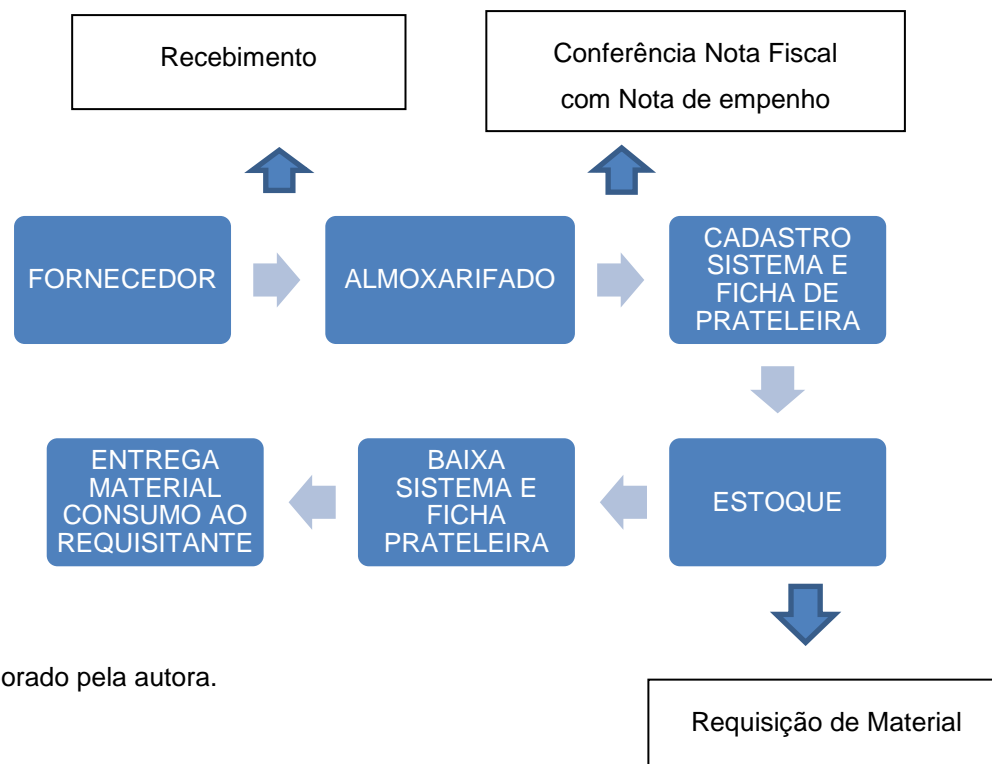 Recebimento
Conferência Nota Fiscal
com Nota de empenho
FORNECEDOR
ALMOXARIFADO
CADASTRO
SISTEMA E
FICHA DE
PRATELEIRA
ENTREGA
MATERIAL
CONSUMO AO
REQUISITANTE
BAIXA
SISTEMA E
FICHA
PRATELEIRA
ESTOQUE
orado pela autora.
Requisição de Material